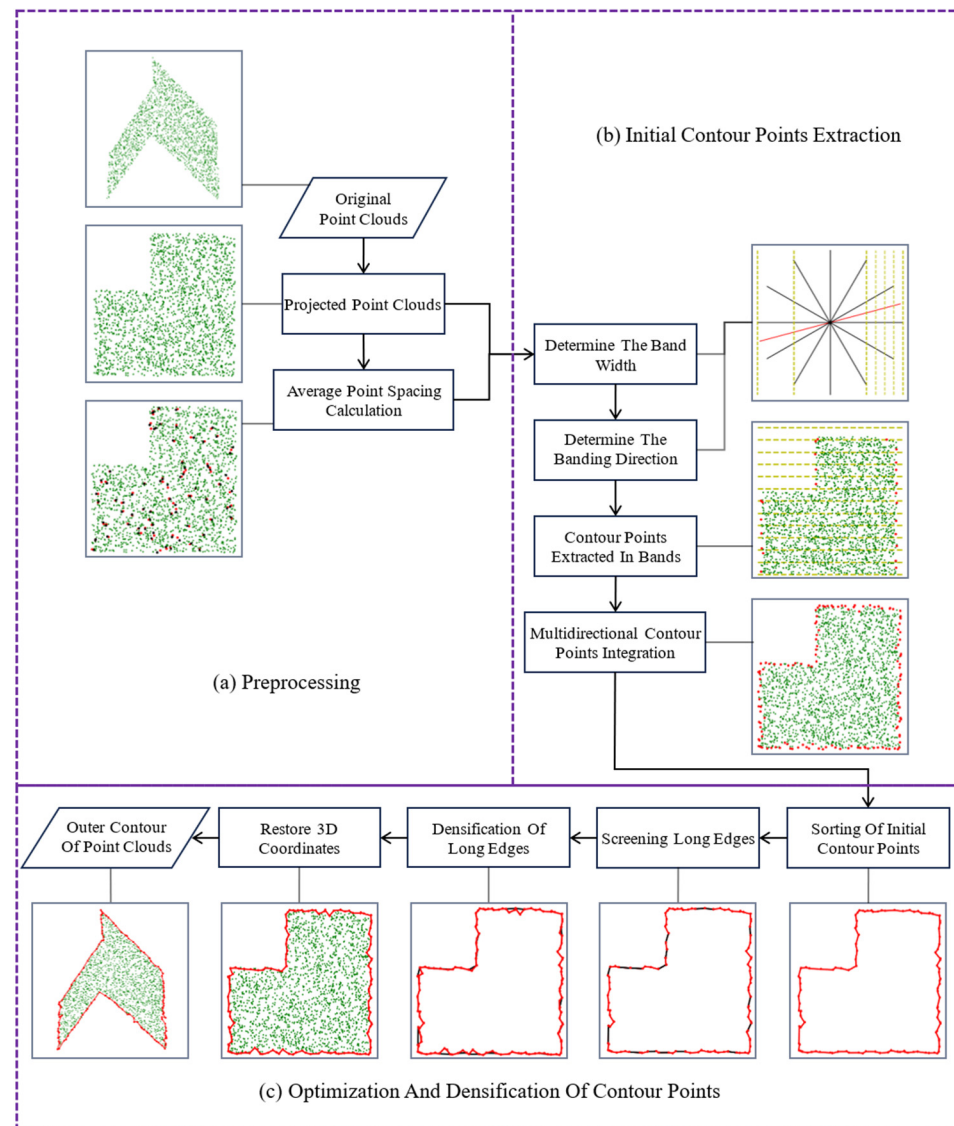 Original
Point Clouds
Projected Point Clouds
Average Point Spacing
Calculation
(a) Preprocessing
(b) Initial Contour Points Extraction
Determine The Band
Width
Determine The
Banding Direction
Contour Points
Extracted In Bands
Multidirectional Contour
Points Integration
Outer Contour
Of Point Clouds
Restore 3D
Coordinates
Densification Of
Long Edges
Screening Long Edges
Sorting Of Initial
Contour Points
(c) Optimization And Densification Of Contour Points